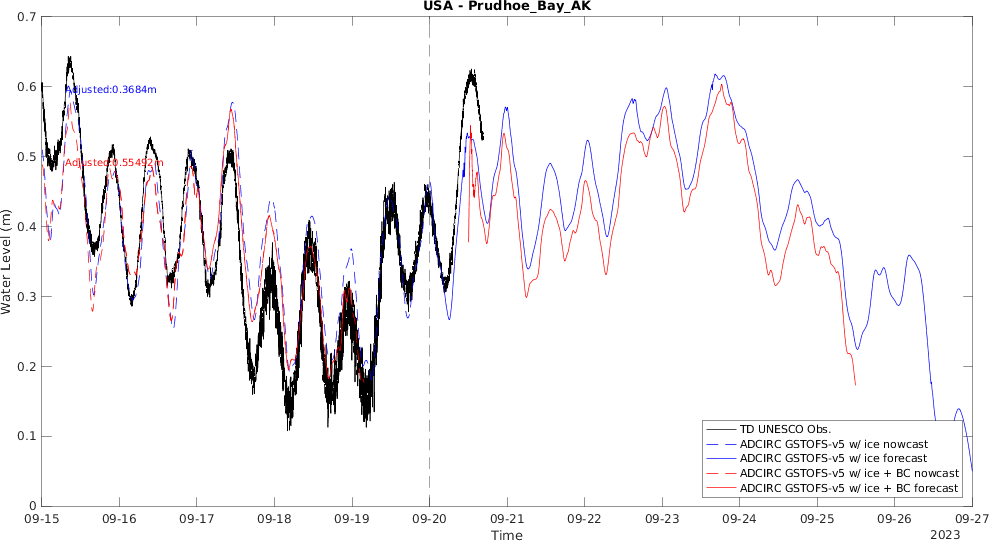 USA - Prudhoe_Bay_AK
0.7
0.6
0.5
0.4
0.3
0.2
0.1
0
Water Level (m)
Adjusted:0.3684m
Adjusted:0.55492m
TD UNESCO Obs.
ADCIRC GSTOFS-v5 w/ ice nowcast
ADCIRC GSTOFS-v5 w/ ice forecast
ADCIRC GSTOFS-v5 w/ ice + BC nowcast
ADCIRC GSTOFS-v5 w/ ice + BC forecast
09-15 09-16 09-17 09-18 09-19 09-20 09-21 09-22 09-23 09-24 09-25 09-26 09-27
Time
2023